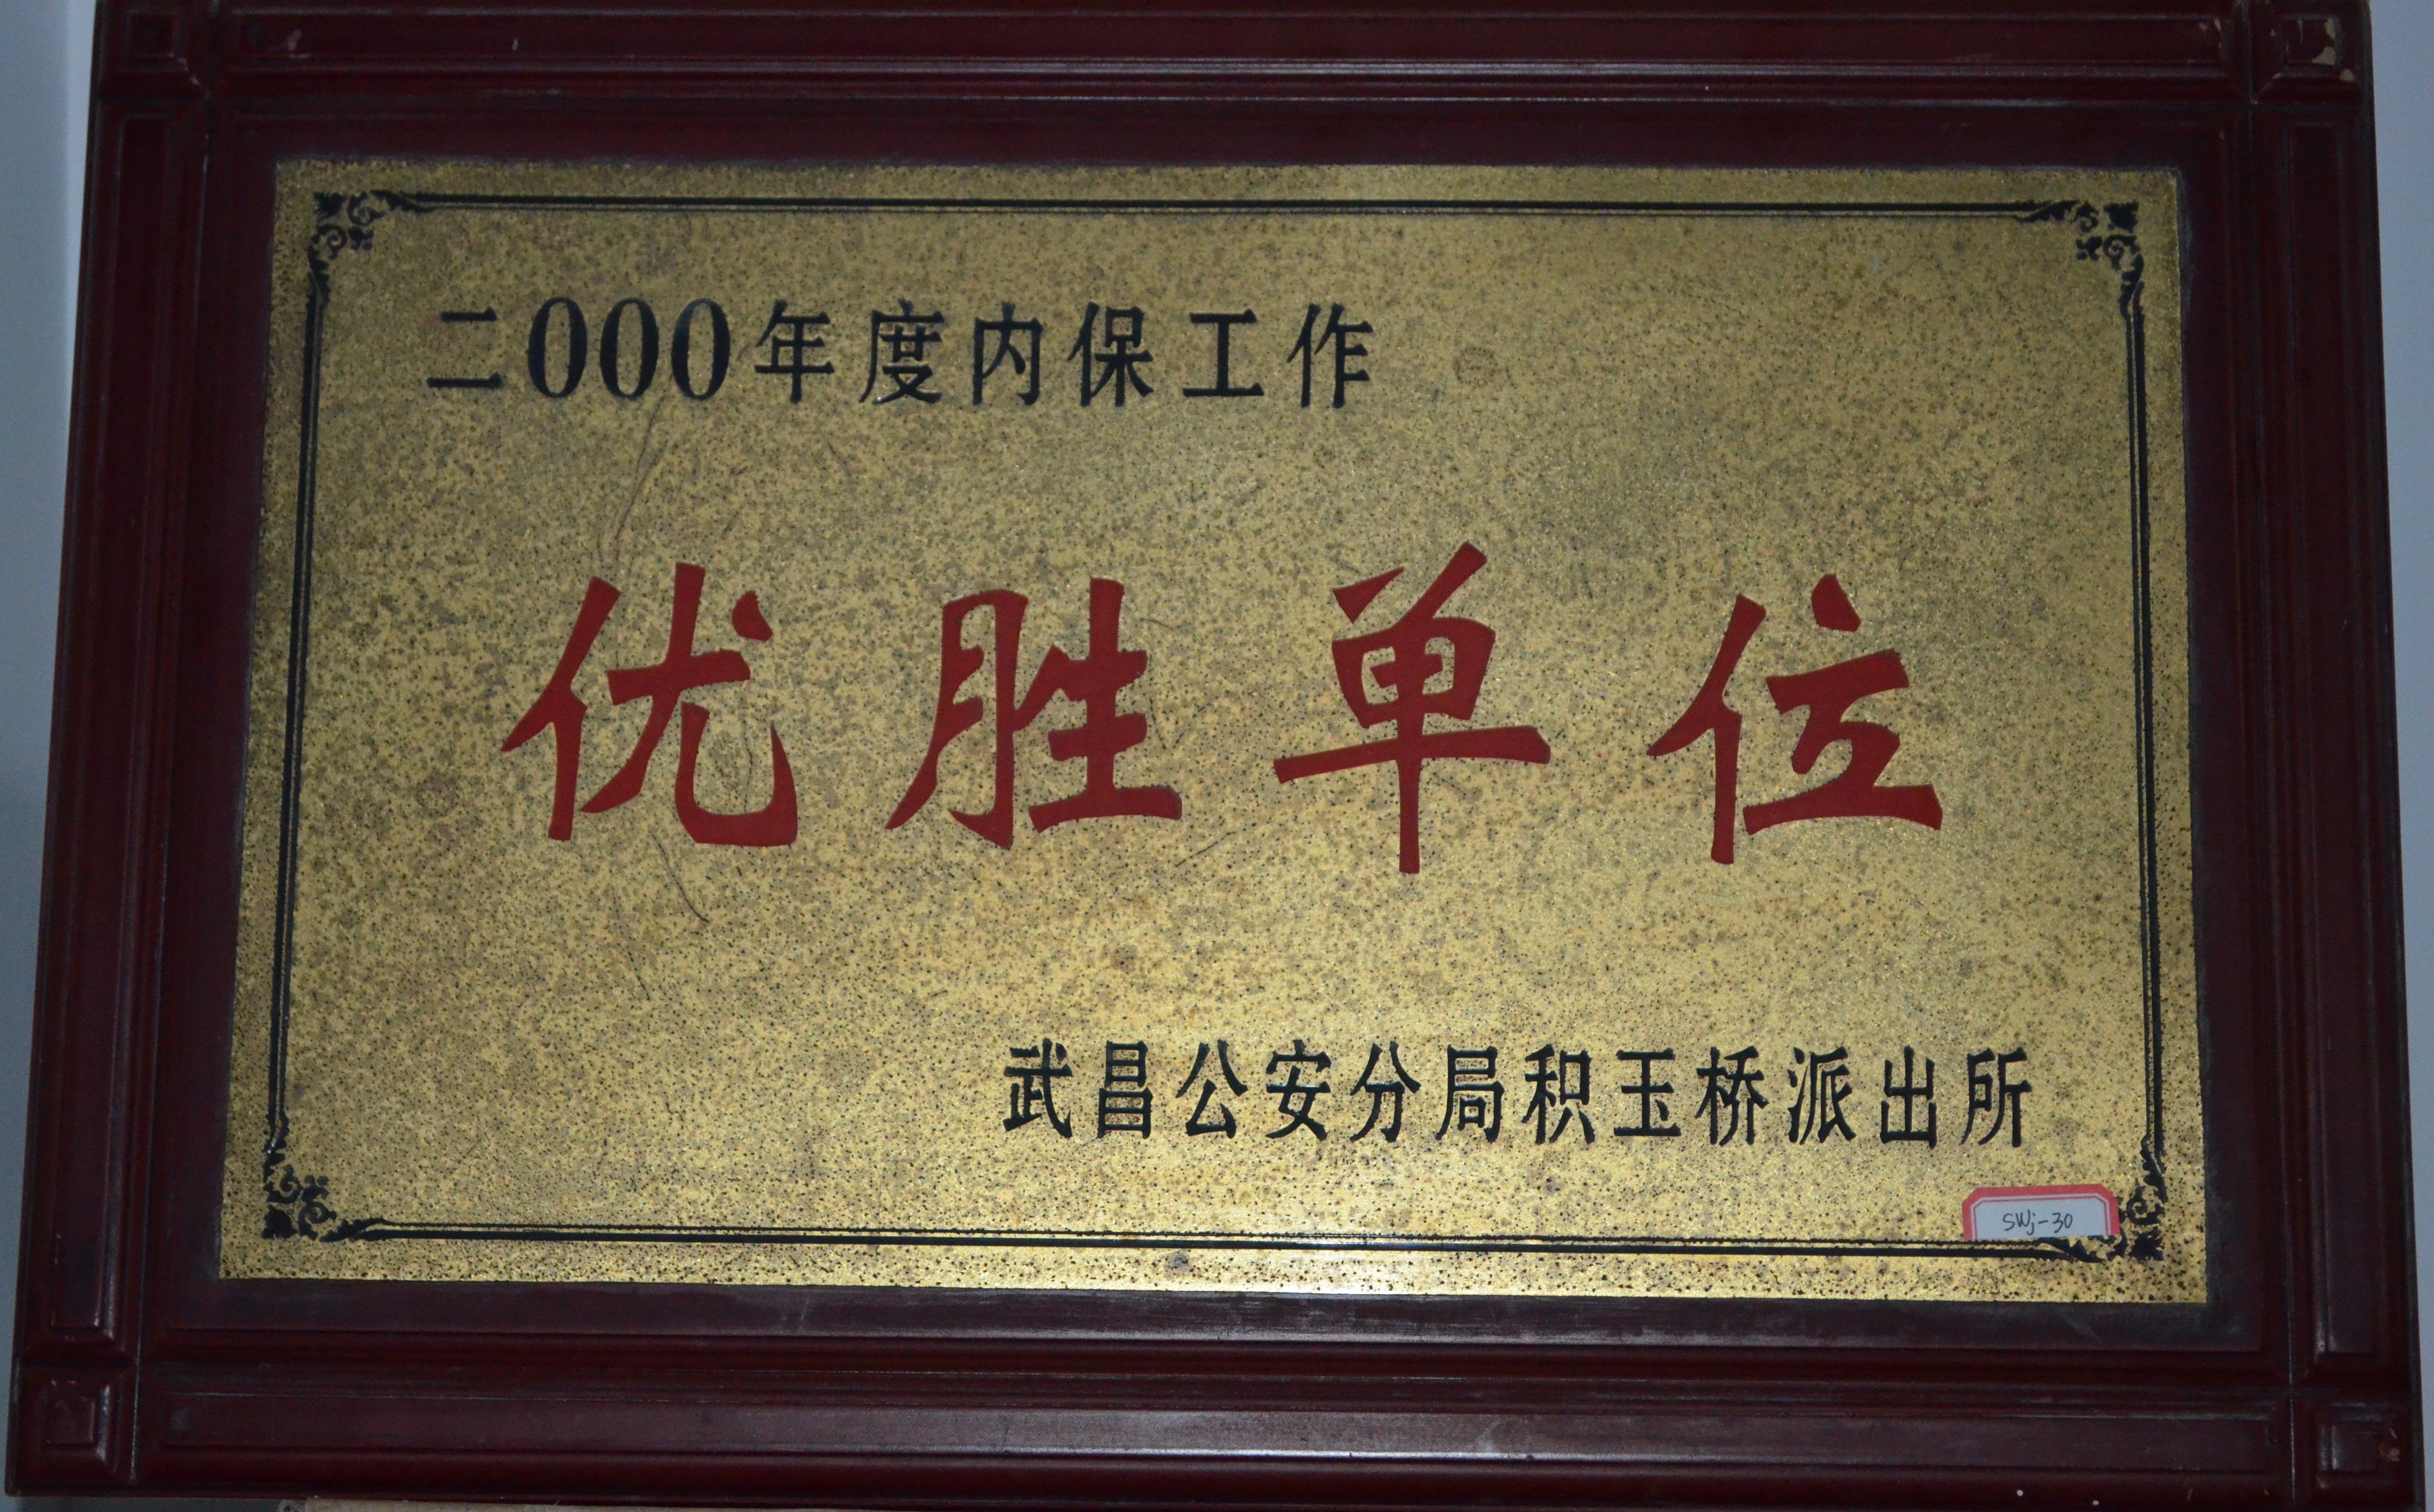 二000年度内保工作
优胜单位
武昌公安分局积玉桥派出所
SWj-30